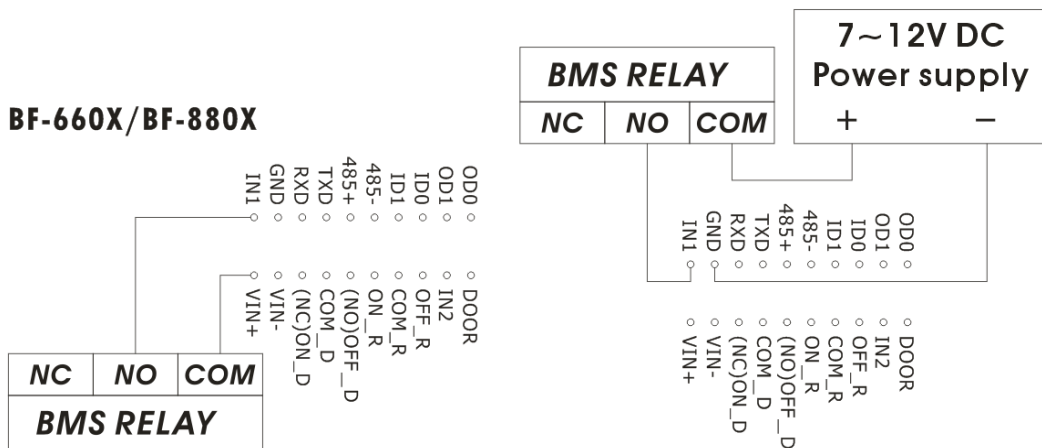 BF-660X/BF-880X
IN1 GND RXD TXD 485+ 485- ID1 ID0 OD1 OD0
VIN+ VIN- (NC)ON_D COM_D (NO)OFF_D ON_R COM_R OFF_R IN2 DOOR
NC NO COM
BMS RELAY
BMS RELAY
NC NO COM
7~12V DC
Power supply
+ −
IN1 GND RXD TXD 485+ 485- ID1 ID0 OD1 OD0
VIN+ VIN- (NC)ON_D COM_D (NO)OFF_D ON_R COM_R OFF_R IN2 DOOR